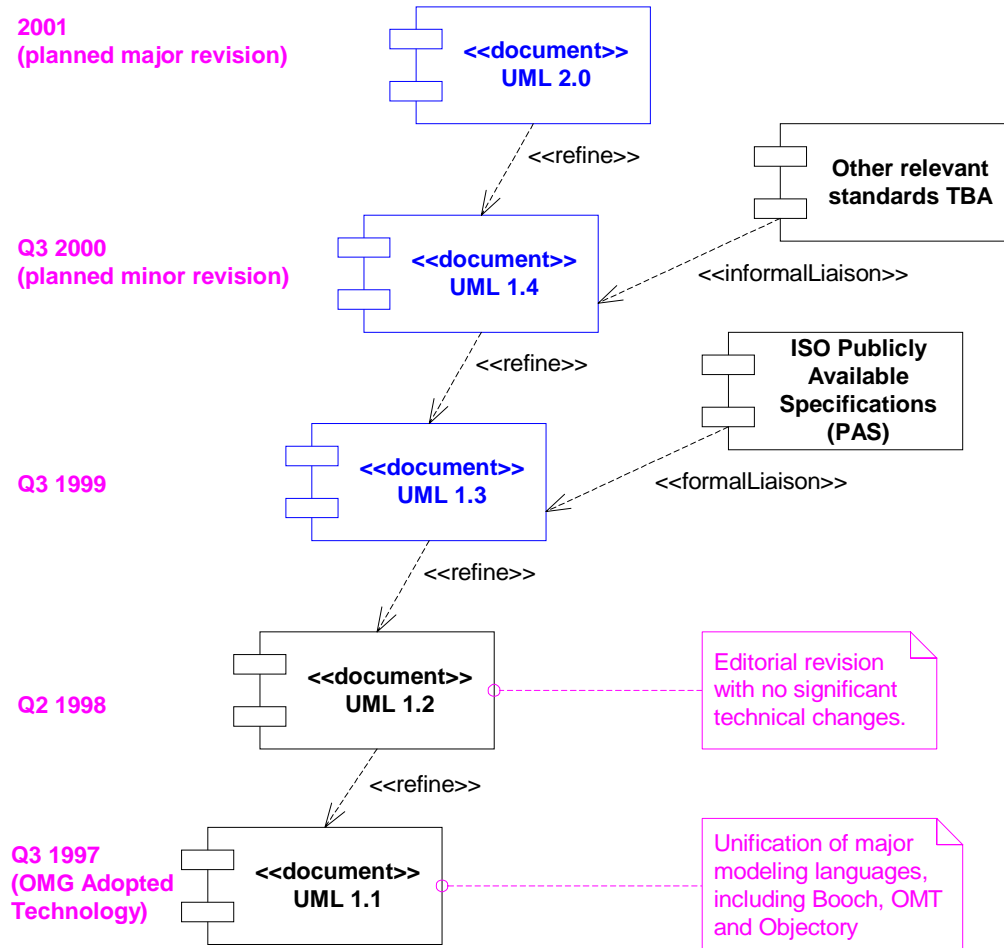 2001
(planned major revision)
<<document>>
UML 2.0
<<refine>>
Other relevant
standards TBA
Q3 2000
(planned minor revision)
<<document>>
UML 1.4
<<informalLiaison>>
<<refine>>
ISO Publicly
Available
Specifications
(PAS)
Q3 1999
<<document>>
UML 1.3
<<formalLiaison>>
<<refine>>
Q2 1998
<<document>>
UML 1.2
Editorial revision
with no significant
technical changes.
<<refine>>
Q3 1997
(OMG Adopted
Technology)
<<document>>
UML 1.1
Unification of major
modeling languages,
including Booch, OMT
and Objectory